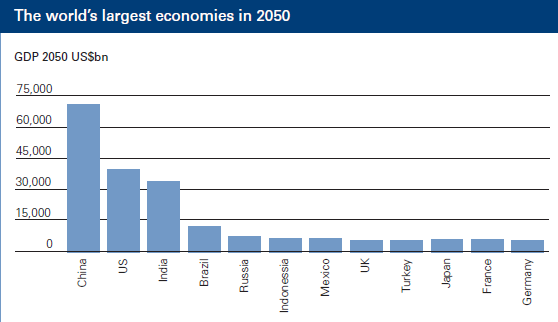 The world's largest economies in 2050
GDP 2050 US$bn
75,000
60,000
45,000
30,000
15,000
0
China
US
India
Brazil
Russia
Indonessia
Mexico
UK
Turkey
Japan
France
Germany